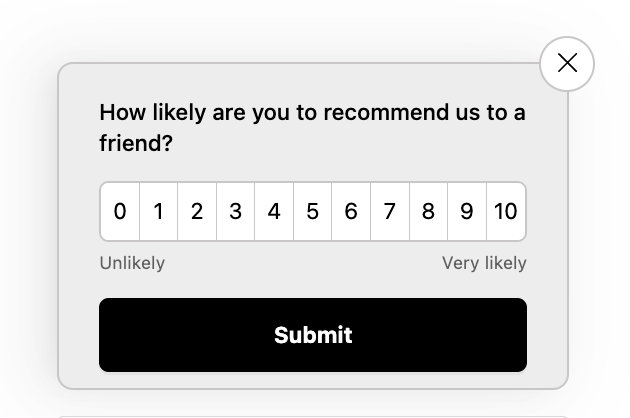 How likely are you to recommend us to a
friend?
0 1 2 3 4 5 6 7 8 9 10
Unlikely Very likely
Submit